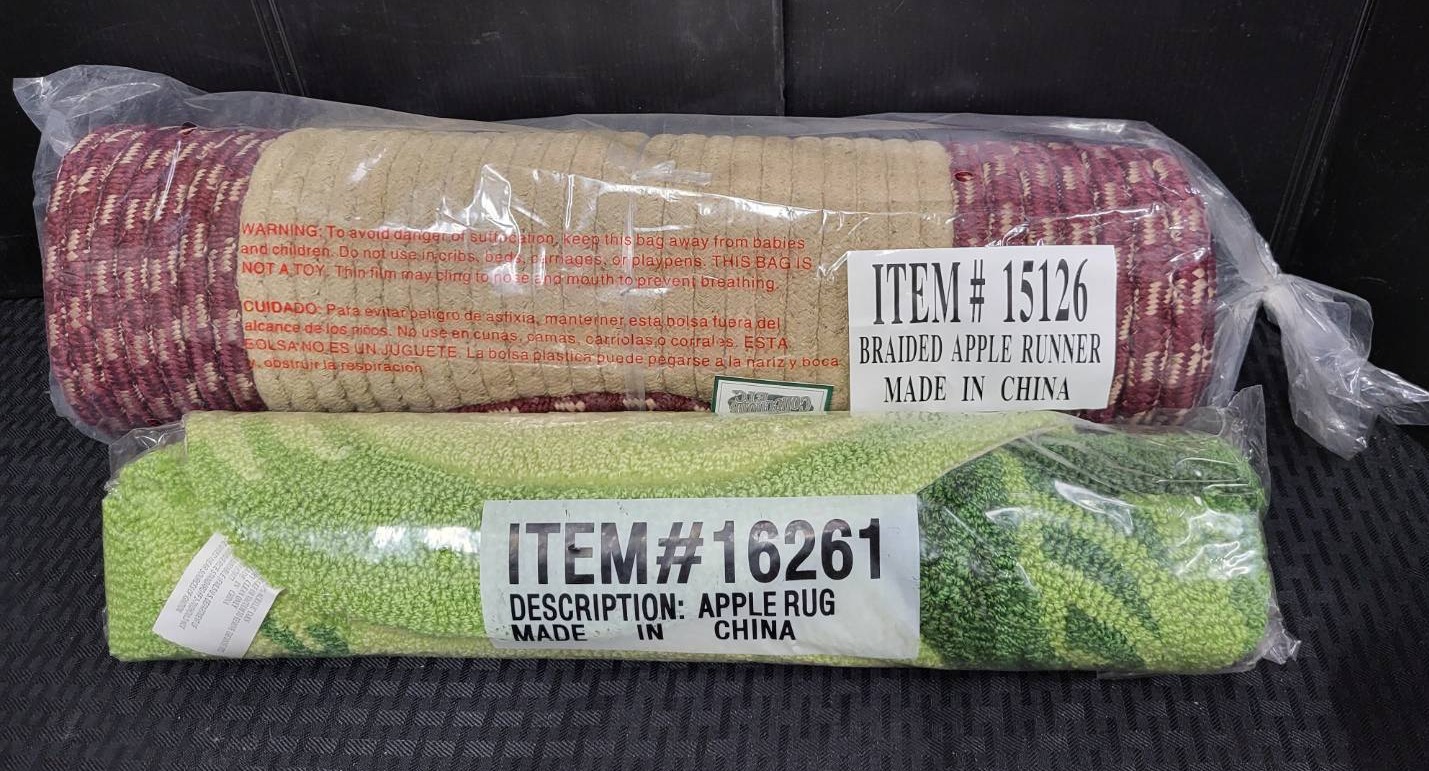 WARNING: To avoid danger of suffocation, keep this bag away from babies
and children. Do not use in cribs, beds, carriages, or playpens. THIS BAG IS
NOT A TOY. Thin film may cling to nose and mouth to prevent breathing.
CUIDADO: Para evitar peligro de asfixia, manterner esta bolsa fuera del
alcance de los niños. No use en cunas, camas, carriolas o corrales. ESTA
BOLSA NO ES UN JUGUETE. La bolsa plastica puede pegarse a la nariz y boca
y, obstruir la respiracion
ITEM# 15126
BRAIDED APPLE RUNNER
MADE IN CHINA
ITEM#16261
DESCRIPTION: APPLE RUG
MADE IN CHINA